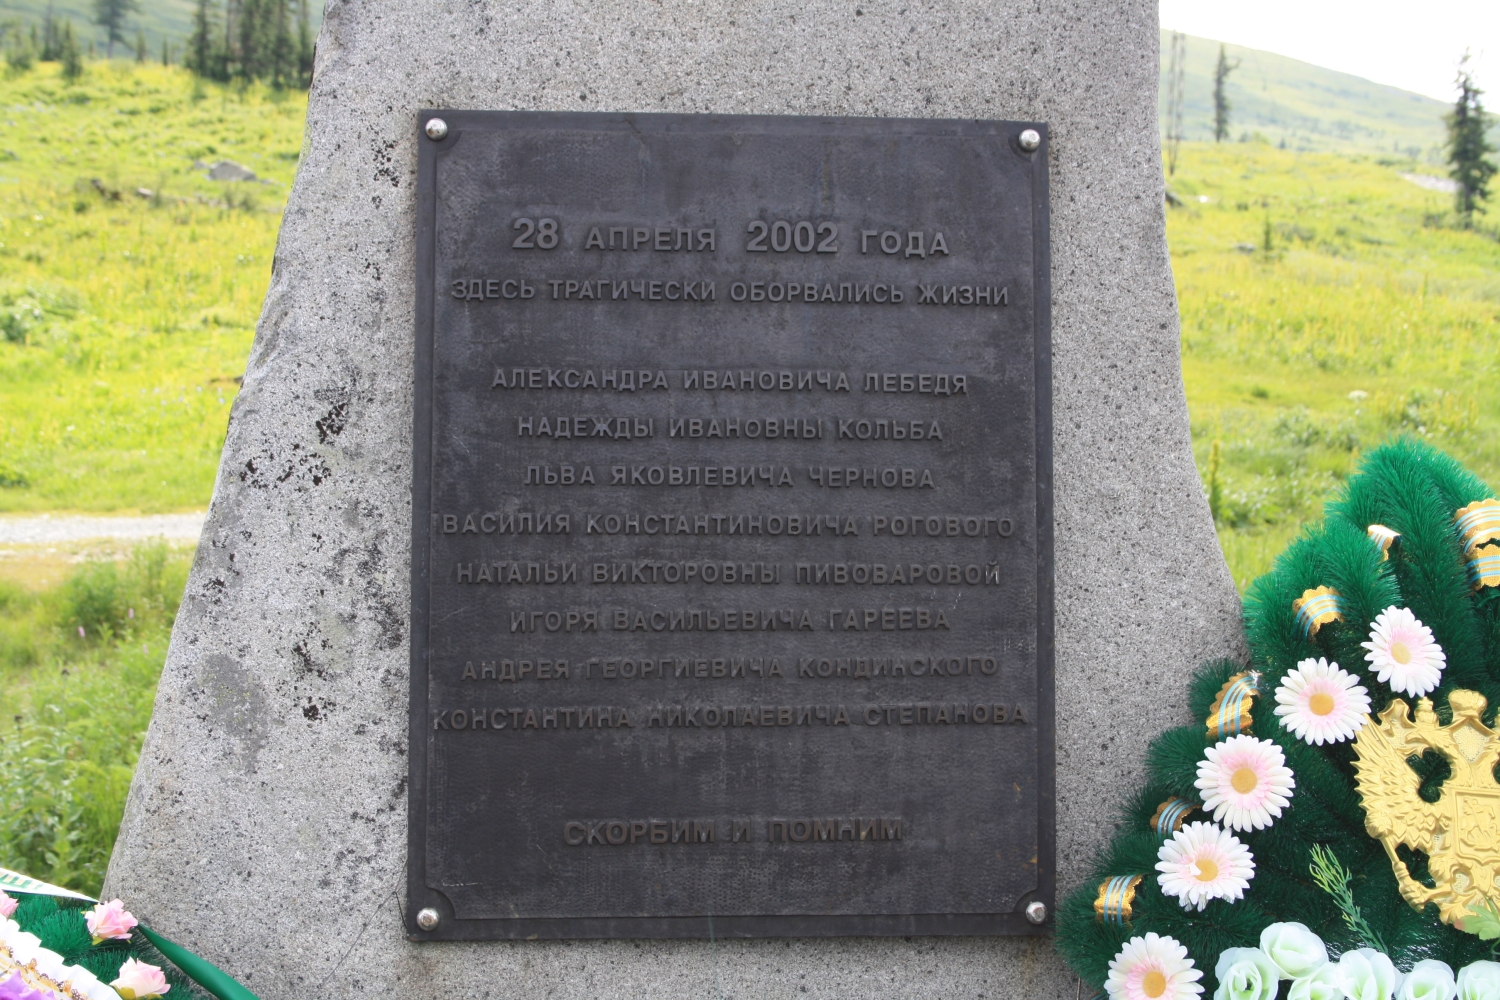 28 АПРЕЛЯ 2002 ГОДА
ЗДЕСЬ ТРАГИЧЕСКИ ОБОРВАЛИСЬ ЖИЗНИ
АЛЕКСАНДРА ИВАНОВИЧА ЛЕБЕДЯ
НАДЕЖДЫ ИВАНОВНЫ КОЛЬБА
ЛЬВА ЯКОВЛЕВИЧА ЧЕРНОВА
ВАСИЛИЯ КОНСТАНТИНОВИЧА РОГОВОГО
НАТАЛЬИ ВИКТОРОВНЫ ПИВОВАРОВОЙ
ИГОРЯ ВАСИЛЬЕВИЧА ГАРЕЕВА
АНДРЕЯ ГЕОРГИЕВИЧА КОНДИНСКОГО
КОНСТАНТИНА НИКОЛАЕВИЧА СТЕПАНОВА
СКОРБИМ И ПОМНИМ